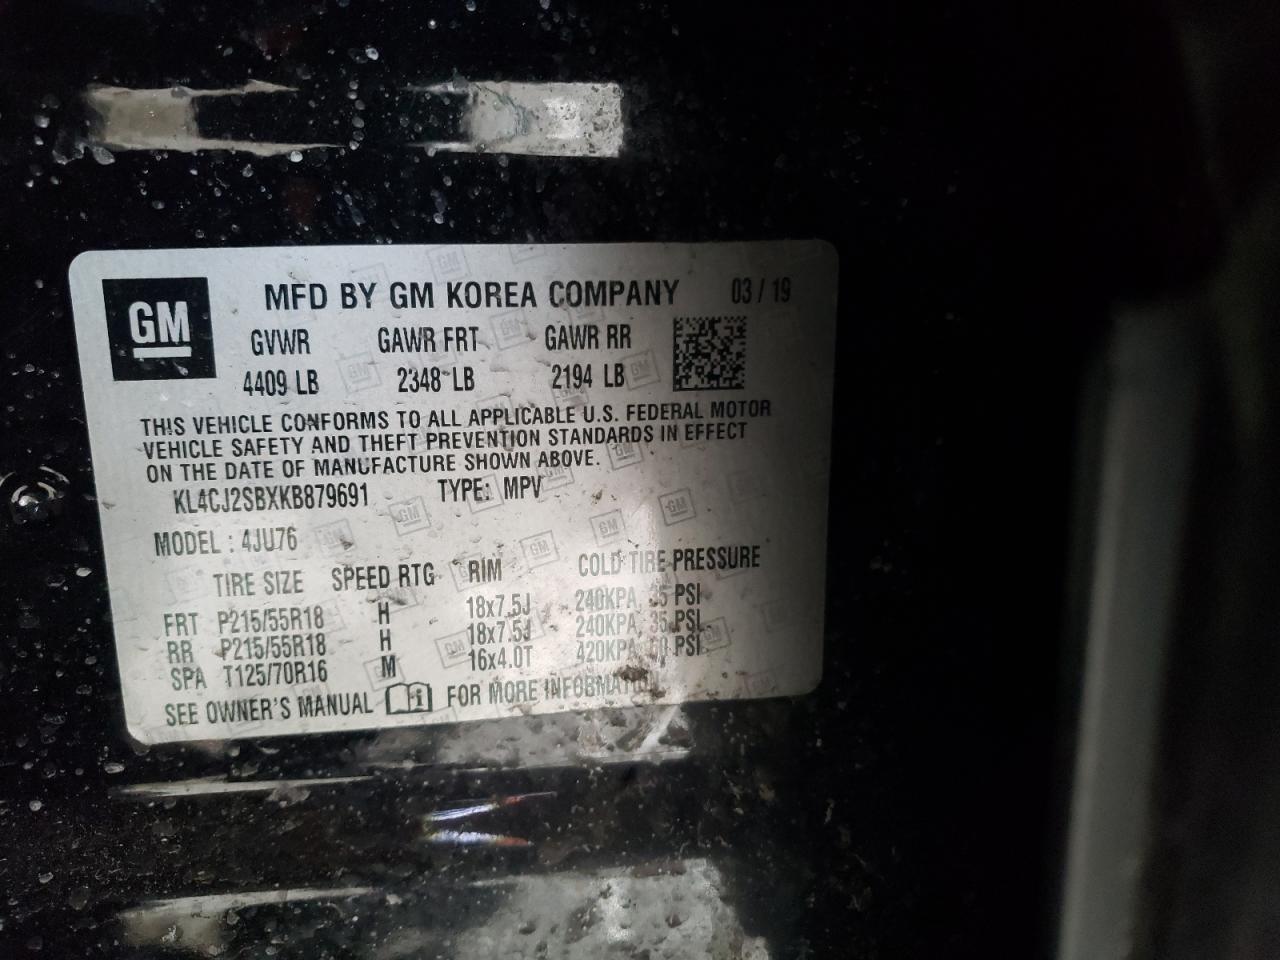 GM MFD BY GM KOREA COMPANY 03 / 19
GVWR GAWR FRT GAWR RR
4409 LB 2348 LB 2194 LB
THIS VEHICLE CONFORMS TO ALL APPLICABLE U.S. FEDERAL MOTOR
VEHICLE SAFETY AND THEFT PREVENTION STANDARDS IN EFFECT
ON THE DATE OF MANUFACTURE SHOWN ABOVE.
KL4CJ2SBXKB879691 TYPE: MPV
MODEL : 4JU76
TIRE SIZE SPEED RTG RIM COLD TIRE PRESSURE
FRT P215/55R18 H 18x7.5J 240KPA 35 PSI
RR P215/55R18 H 18x7.5J 240KPA 35 PSI
SPA T125/70R16 M 16x4.0T 420KPA 60 PSI
SEE OWNER'S MANUAL FOR MORE INFORMATION